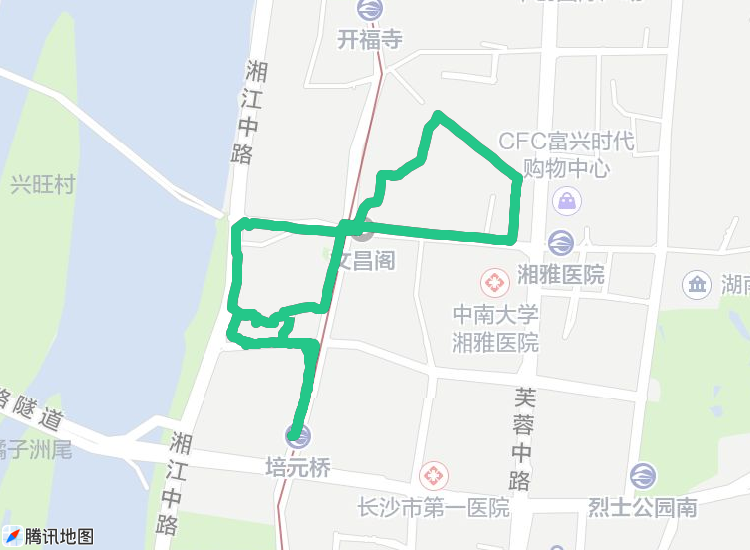 开福寺
湘江中路
CFC富兴时代
购物中心
兴旺村
文昌阁
湘雅医院
中南大学
湘雅医院
芙蓉中路
路隧道
橘子洲尾
湘江中路
培元桥
长沙市第一医院
烈士公园南
腾讯地图